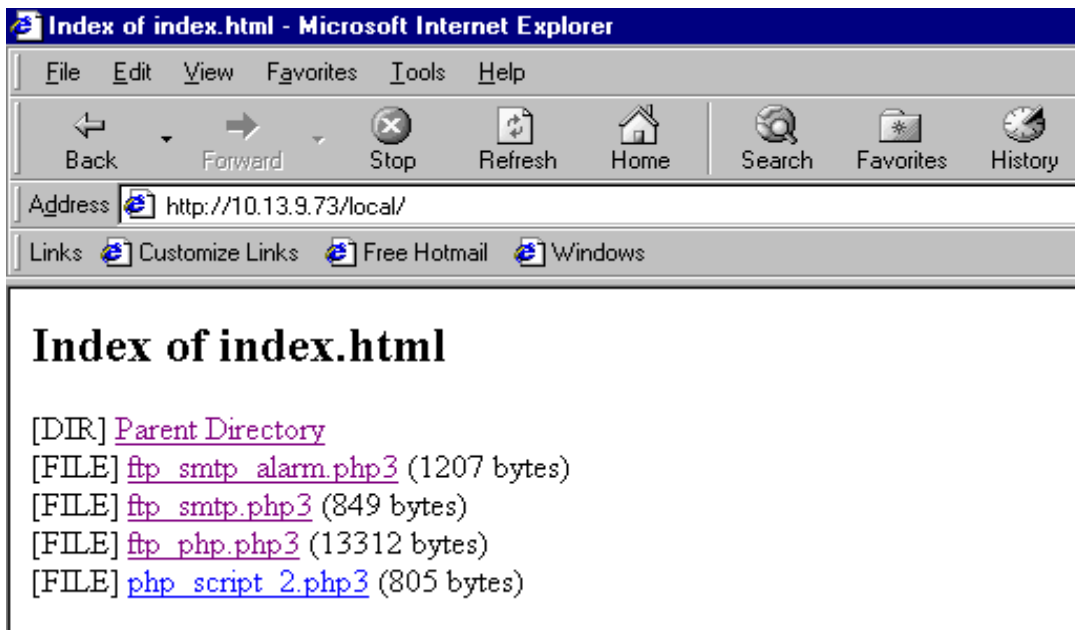 Index of index.html - Microsoft Internet Explorer
File Edit View Favorites Tools Help
Back Forward Stop Refresh Home Search Favorites History
Address http://10.13.9.73/local/
Links Customize Links Free Hotmail Windows
Index of index.html
[DIR] Parent Directory
[FILE] ftp_smtp_alarm.php3 (1207 bytes)
[FILE] ftp_smtp.php3 (849 bytes)
[FILE] ftp_php.php3 (13312 bytes)
[FILE] php_script_2.php3 (805 bytes)